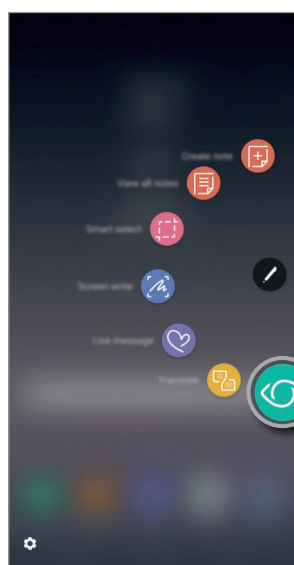 Create note
View all notes
Smart select
Screen write
Live message
Translate